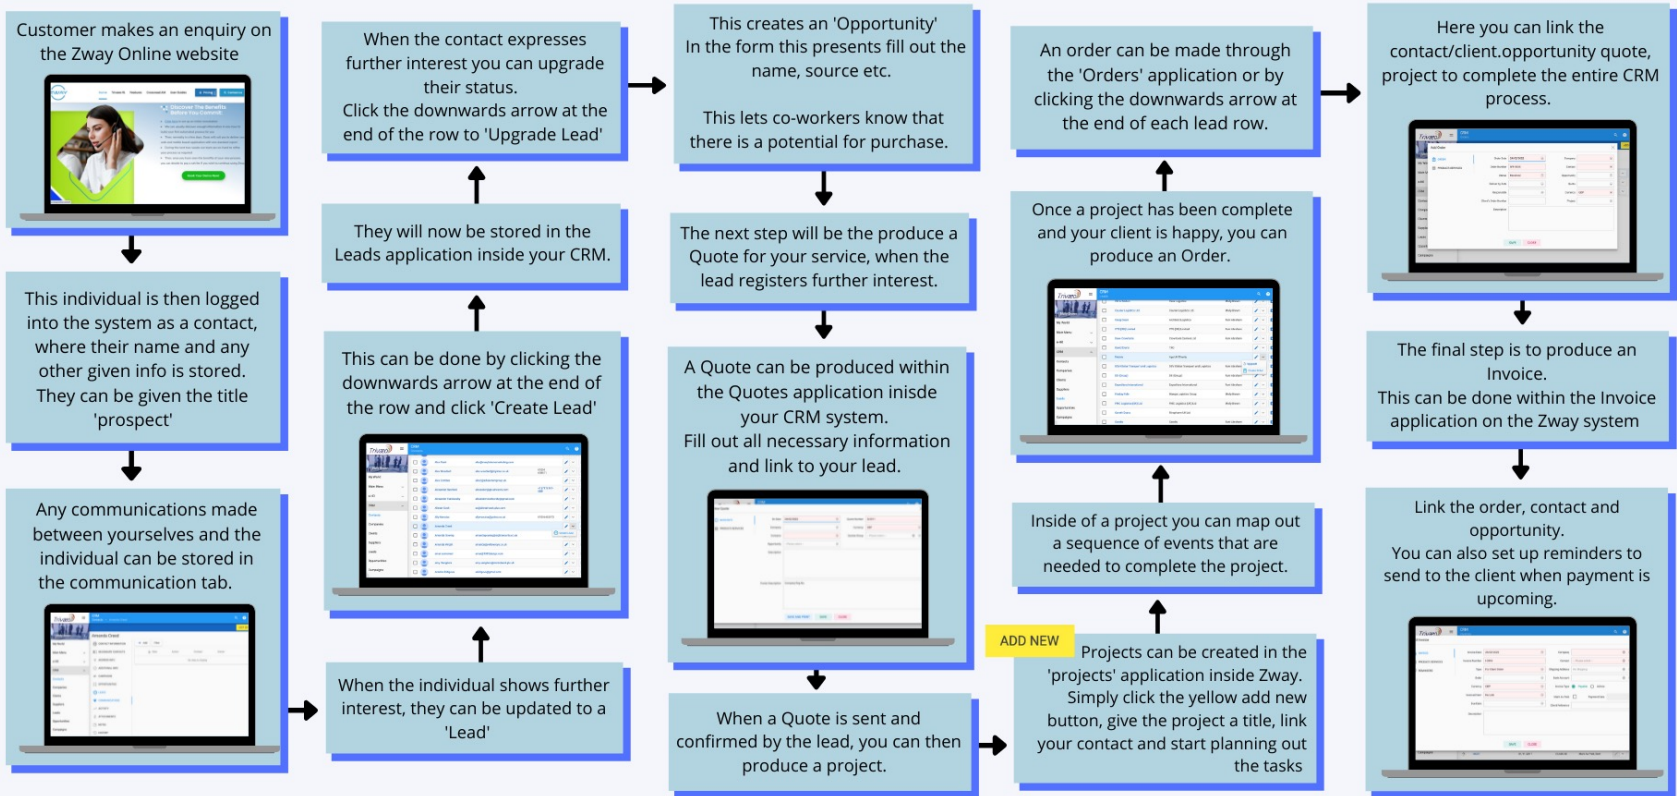 Customer makes an enquiry on
the Zway Online website
Discover The Benefits
Before You Commit
This individual is then logged
into the system as a contact,
where their name and any
other given info is stored.
They can be given the title
'prospect'
Any communications made
between yourselves and the
individual can be stored in
the communication tab.
When the individual shows further
interest, they can be updated to a
'Lead'
This can be done by clicking the
downwards arrow at the end of
the row and click 'Create Lead'
They will now be stored in the
Leads application inside your CRM.
When the contact expresses
further interest you can upgrade
their status.
Click the downwards arrow at the
end of the row to 'Upgrade Lead'
This creates an 'Opportunity'
In the form this presents fill out the
name, source etc.
This lets co-workers know that
there is a potential for purchase.
The next step will be the produce a
Quote for your service, when the
lead registers further interest.
A Quote can be produced within
the Quotes application inisde
your CRM system.
Fill out all necessary information
and link to your lead.
When a Quote is sent and
confirmed by the lead, you can then
produce a project.
ADD NEW
Projects can be created in the
'projects' application inside Zway.
Simply click the yellow add new
button, give the project a title, link
your contact and start planning out
the tasks
Inside of a project you can map out
a sequence of events that are
needed to complete the project.
Once a project has been complete
and your client is happy, you can
produce an Order.
An order can be made through
the 'Orders' application or by
clicking the downwards arrow at
the end of each lead row.
Here you can link the
contact/client.opportunity quote,
project to complete the entire CRM
process.
The final step is to produce an
Invoice.
This can be done within the Invoice
application on the Zway system
Link the order, contact and
opportunity.
You can also set up reminders to
send to the client when payment is
upcoming.